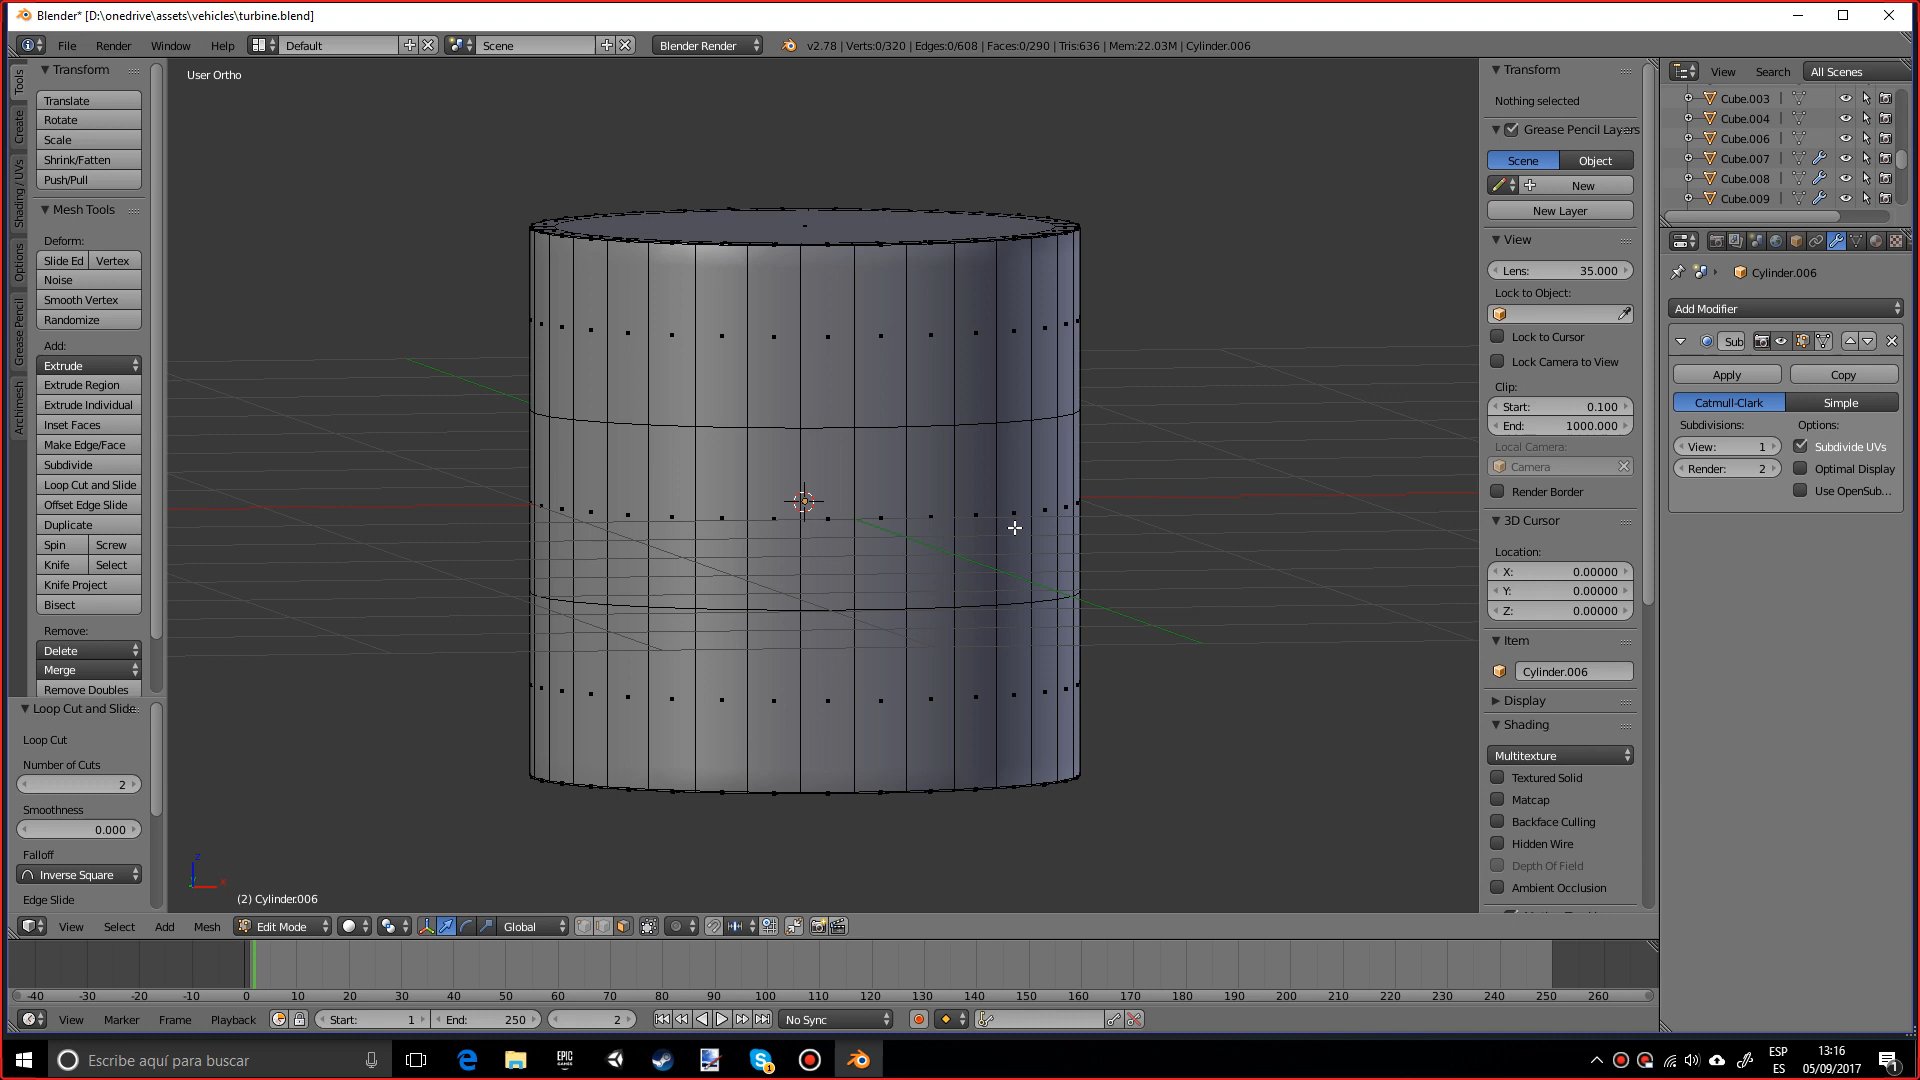 Blender* [D:\onedrive\assets\vehicles\turbine.blend]
File Render Window Help Default Scene Blender Render v2.78 | Verts:0/320 | Edges:0/608 | Faces:0/290 | Tris:636 | Mem:22.03M | Cylinder.006
Tools
Create
Shading / UVs
Options
Grease Pencil
Archimesh
Transform
Translate
Rotate
Scale
Shrink/Fatten
Push/Pull
Mesh Tools
Deform:
Slide Ed Vertex
Noise
Smooth Vertex
Randomize
Add:
Extrude
Extrude Region
Extrude Individual
Inset Faces
Make Edge/Face
Subdivide
Loop Cut and Slide
Offset Edge Slide
Duplicate
Spin Screw
Knife Select
Knife Project
Bisect
Remove:
Delete
Merge
Remove Doubles
Loop Cut and Slide
Loop Cut
Number of Cuts
2
Smoothness
0.000
Falloff
Inverse Square
Edge Slide
User Ortho
z
x
(2) Cylinder.006
Transform
Nothing selected
Grease Pencil Layers
Scene Object
New
New Layer
View
Lens: 35.000
Lock to Object:
Lock to Cursor
Lock Camera to View
Clip:
Start: 0.100
End: 1000.000
Local Camera:
Camera
Render Border
3D Cursor
Location:
X: 0.00000
Y: 0.00000
Z: 0.00000
Item
Cylinder.006
Display
Shading
Multitexture
Textured Solid
Matcap
Backface Culling
Hidden Wire
Depth Of Field
Ambient Occlusion
View Search All Scenes
Cube.003
Cube.004
Cube.006
Cube.007
Cube.008
Cube.009
Cylinder.006
Add Modifier
Sub
Apply Copy
Catmull-Clark Simple
Subdivisions: Options:
View: 1 Subdivide UVs
Render: 2 Optimal Display
Use OpenSub...
View Select Add Mesh Edit Mode Global
-40 -30 -20 -10 0 10 20 30 40 50 60 70 80 90 100 110 120 130 140 150 160 170 180 190 200 210 220 230 240 250 260
View Marker Frame Playback Start: 1 End: 250 2 No Sync
Escribe aquí para buscar
EPIC
GAMES
1
ESP
ES
13:16
05/09/2017
1